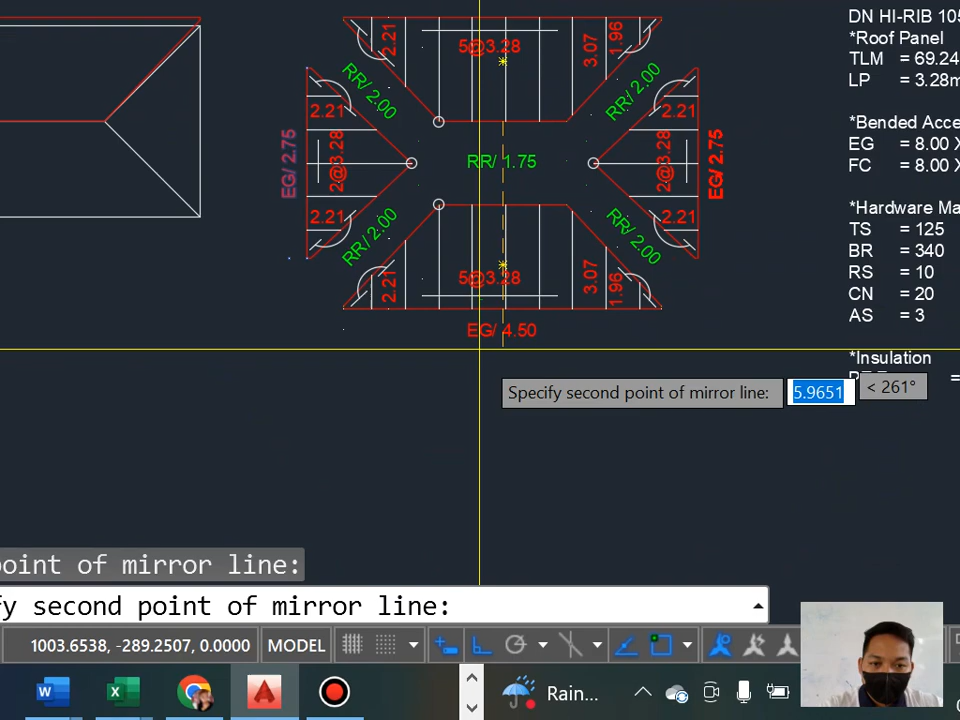 DN HI-RIB 105
*Roof Panel
TLM = 69.24
LP = 3.28m
*Bended Acce
EG = 8.00 X
FC = 8.00 X
*Hardware Ma
TS = 125
BR = 340
RS = 10
CN = 20
AS = 3
*Insulation
=
2.21
5@3.28
3.07
1.96
RR/ 2.00
RR/ 2.00
2.21
2.21
EG/ 2.75
2@3.28
RR/ 1.75
2@3.28
EG/ 2.75
2.21
2.21
RR/ 2.00
RR/ 2.00
2.21
5@3.28
3.07
1.96
EG/ 4.50
Specify second point of mirror line:
5.9651
< 261°
point of mirror line:
fy second point of mirror line:
1003.6538, -289.2507, 0.0000
MODEL
Rain...